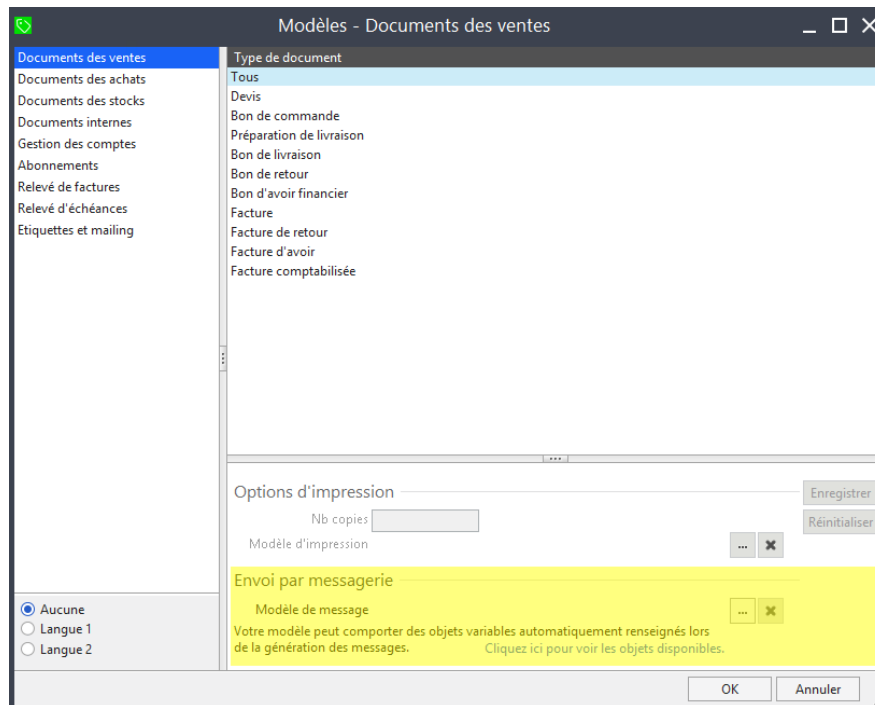 Modèles - Documents des ventes
Documents des ventes
Documents des achats
Documents des stocks
Documents internes
Gestion des comptes
Abonnements
Relevé de factures
Relevé d'échéances
Etiquettes et mailing
Type de document
Tous
Devis
Bon de commande
Préparation de livraison
Bon de livraison
Bon de retour
Bon d'avoir financier
Facture
Facture de retour
Facture d'avoir
Facture comptabilisée
Options d'impression
Enregistrer
Nb copies
Réinitialiser
Modèle d'impression
...
Envoi par messagerie
Modèle de message
...
Votre modèle peut comporter des objets variables automatiquement renseignés lors
de la génération des messages. Cliquez ici pour voir les objets disponibles.
Aucune
Langue 1
Langue 2
OK
Annuler